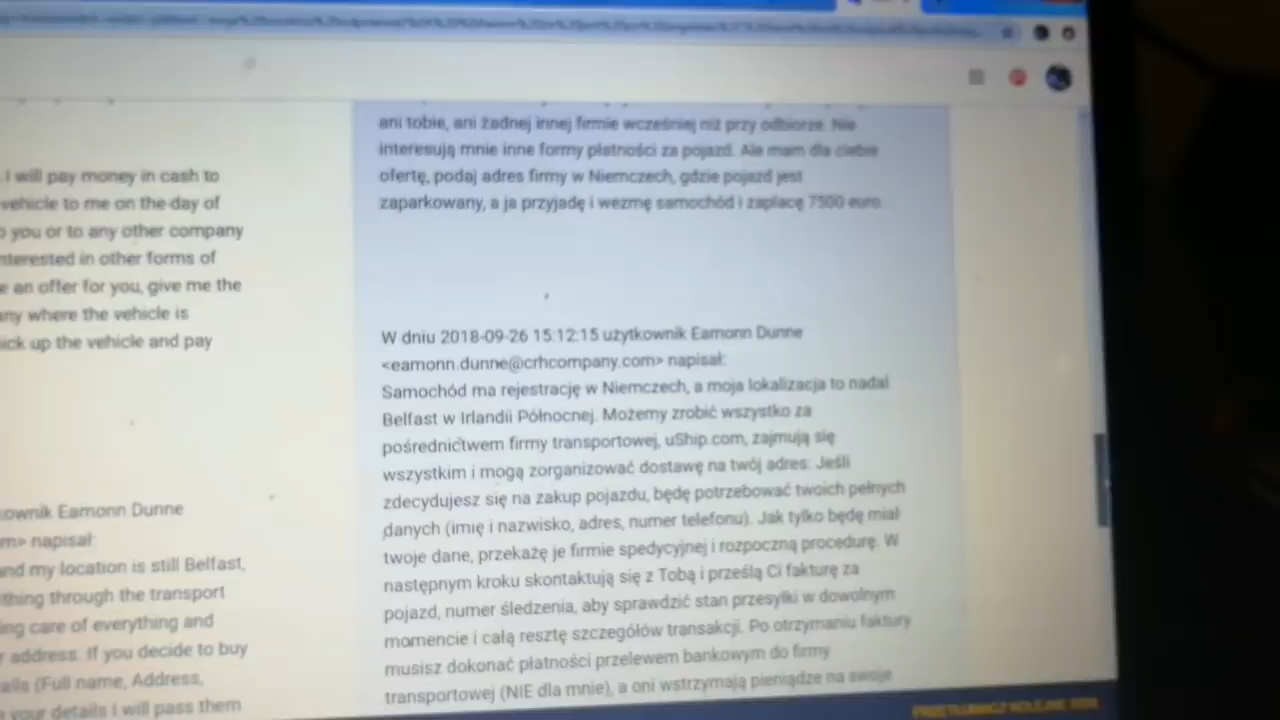 I will pay money in cash to
vehicle to me on the day of
you or to any other company
interested in other forms of
an offer for you, give me the
where the vehicle is
pick up the vehicle and pay
Eamonn Dunne
napisał:
and my location is still Belfast,
through the transport
care of everything and
address. If you decide to buy
(Full name, Address,
your details I will pass them
ani tobie, ani żadnej innej firmie wcześniej niż przy odbiorze. Nie
interesują mnie inne formy płatności za pojazd. Ale mam dla ciebie
ofertę, podaj adres firmy w Niemczech, gdzie pojazd jest
zaparkowany, a ja przyjadę i wezmę samochód i zapłacę 7500 euro.
W dniu 2018-09-26 15:12:15 użytkownik Eamonn Dunne
<eamonn.dunne@crhcompany.com> napisał:
Samochód ma rejestrację w Niemczech, a moja lokalizacja to nadal
Belfast w Irlandii Północnej. Możemy zrobić wszystko za
pośrednictwem firmy transportowej, uShip.com, zajmują się
wszystkim i mogą zorganizować dostawę na twój adres: Jeśli
zdecydujesz się na zakup pojazdu, będę potrzebować twoich pełnych
danych (imię i nazwisko, adres, numer telefonu). Jak tylko będę miał
twoje dane, przekażę je firmie spedycyjnej i rozpoczną procedurę. W
następnym kroku skontaktują się z Tobą i prześlą Ci fakturę za
pojazd, numer śledzenia, aby sprawdzić stan przesyłki w dowolnym
momencie i całą resztę szczegółów transakcji. Po otrzymaniu faktury
musisz dokonać płatności przelewem bankowym do firmy
transportowej (NIE dla mnie), a oni wstrzymają pieniądze na swoje